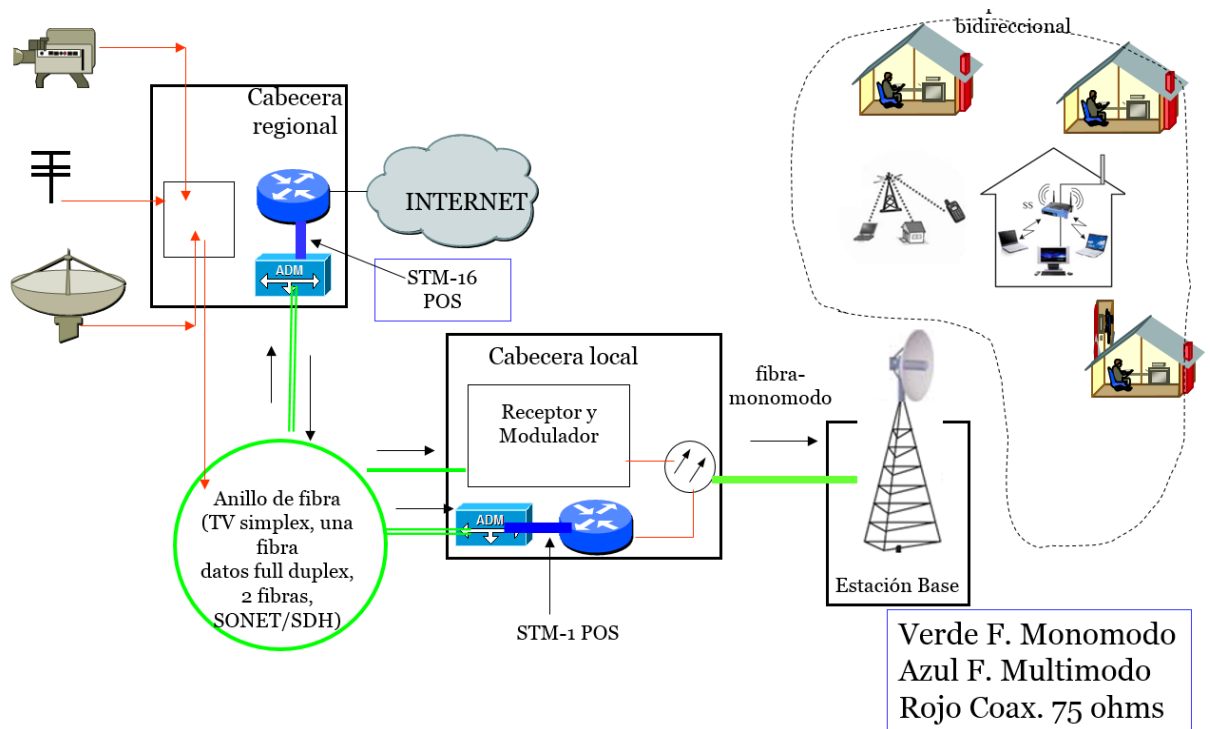 bidireccional
Cabecera
regional
INTERNET
ADM
STM-16
POS
SS
Cabecera local
Receptor y
Modulador
fibra-
monomodo
Anillo de fibra
(TV simplex, una
fibra
datos full duplex,
2 fibras,
SONET/SDH)
ADM
STM-1 POS
Estación Base
Verde F. Monomodo
Azul F. Multimodo
Rojo Coax. 75 ohms